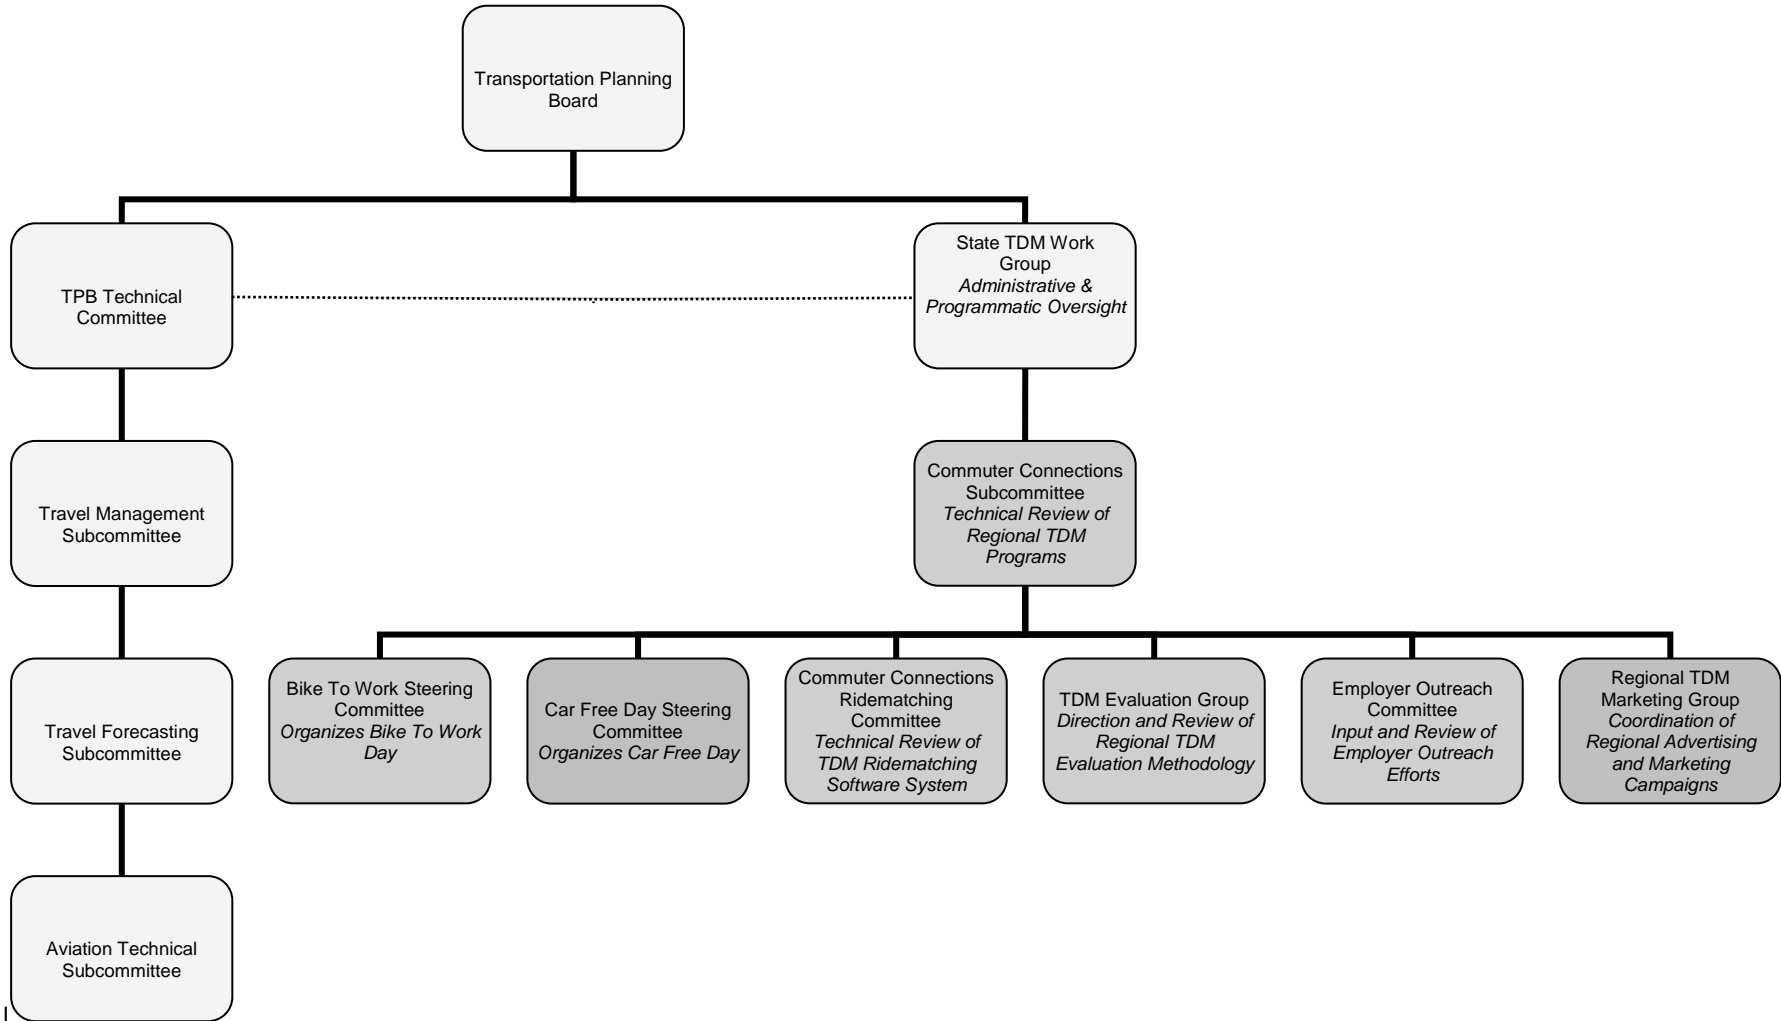 Transportation Planning
Board
TPB Technical
Committee
State TDM Work
Group
Administrative &
Programmatic Oversight
Travel Management
Subcommittee
Commuter Connections
Subcommittee
Technical Review of
Regional TDM
Programs
Travel Forecasting
Subcommittee
Bike To Work Steering
Committee
Organizes Bike To Work
Day
Car Free Day Steering
Committee
Organizes Car Free Day
Commuter Connections
Ridematching
Committee
Technical Review of
TDM Ridematching
Software System
TDM Evaluation Group
Direction and Review of
Regional TDM
Evaluation Methodology
Employer Outreach
Committee
Input and Review of
Employer Outreach
Efforts
Regional TDM
Marketing Group
Coordination of
Regional Advertising
and Marketing
Campaigns
Aviation Technical
Subcommittee